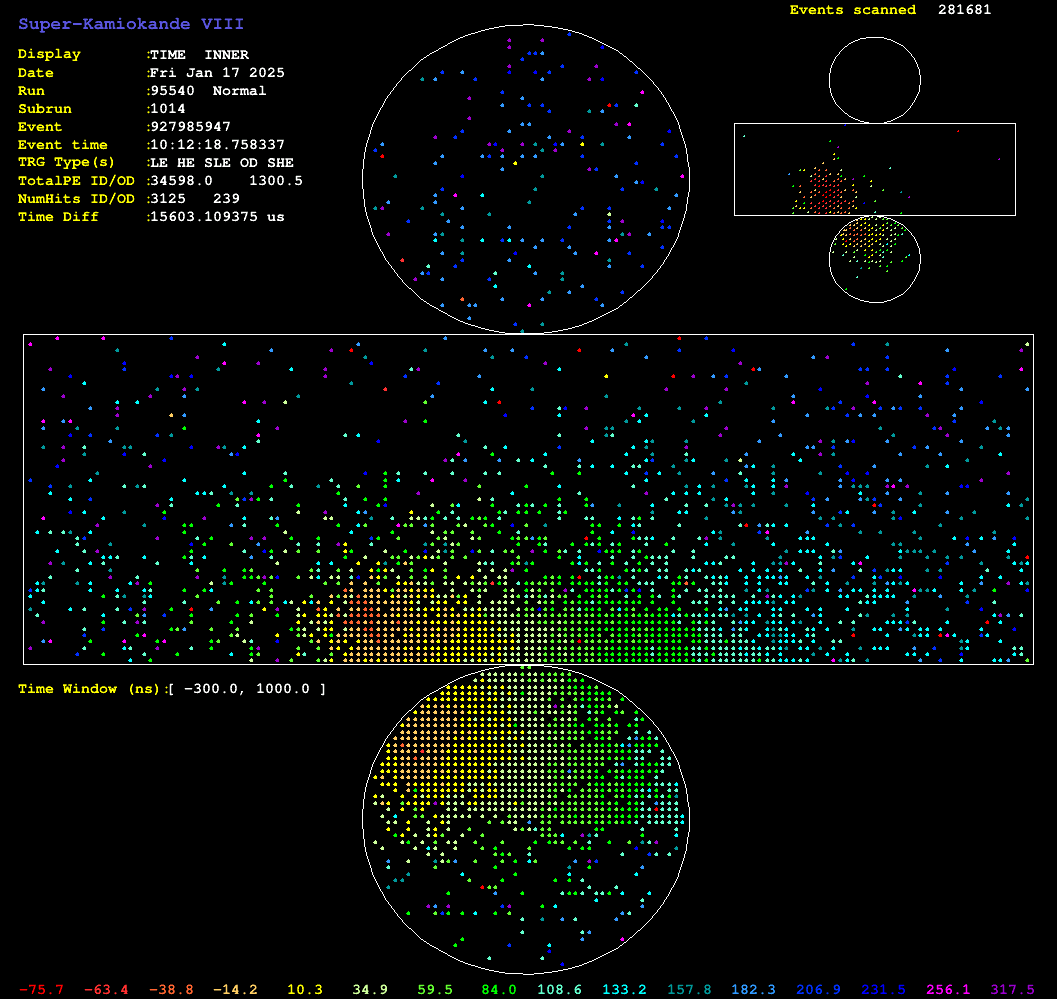 Super-Kamiokande VIII
Events scanned 281681
Display :TIME INNER
Date :Fri Jan 17 2025
Run :95540 Normal
Subrun :1014
Event :927985947
Event time :10:12:18.758337
TRG Type(s) :LE HE SLE OD SHE
TotalPE ID/OD :34598.0 1300.5
NumHits ID/OD :3125 239
Time Diff :15603.109375 us
Time Window (ns):[ -300.0, 1000.0 ]
-75.7 -63.4 -38.8 -14.2 10.3 34.9 59.5 84.0 108.6 133.2 157.8 182.3 206.9 231.5 256.1 317.5